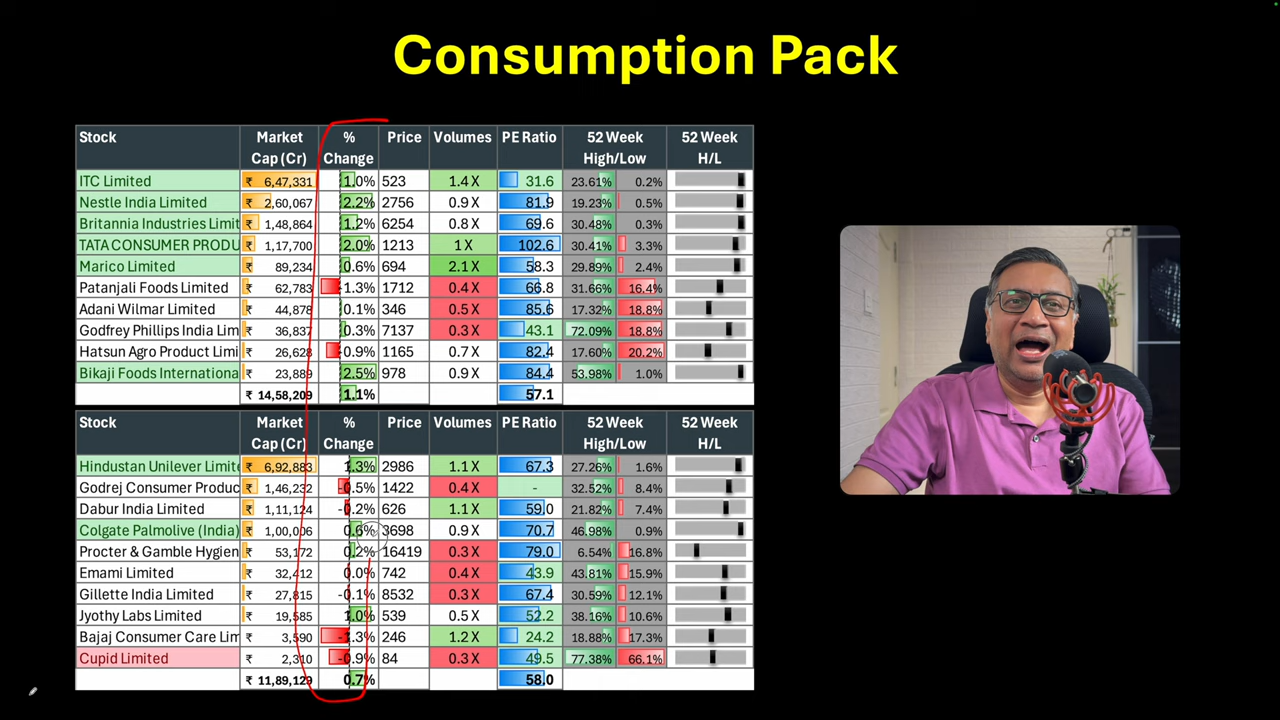 Consumption Pack
Stock Market Cap (Cr) % Change Price Volumes PE Ratio 52 Week High/Low 52 Week H/L
ITC Limited ₹ 6,47,331 1.0% 523 1.4 X 31.6 23.61% 0.2%
Nestle India Limited ₹ 2,60,067 2.2% 2756 0.9 X 81.9 19.23% 0.5%
Britannia Industries Limit ₹ 1,48,864 1.2% 6254 0.8 X 69.6 30.48% 0.3%
TATA CONSUMER PRODU ₹ 1,17,700 2.0% 1213 1 X 102.6 30.41% 3.3%
Marico Limited ₹ 89,234 0.6% 694 2.1 X 58.3 29.89% 2.4%
Patanjali Foods Limited ₹ 62,783 -1.3% 1712 0.4 X 66.8 31.66% 16.4%
Adani Wilmar Limited ₹ 44,878 0.1% 346 0.5 X 85.6 17.32% 18.8%
Godfrey Phillips India Lim ₹ 36,837 0.3% 7137 0.3 X 43.1 72.09% 18.8%
Hatsun Agro Product Limi ₹ 26,628 -0.9% 1165 0.7 X 82.4 17.60% 20.2%
Bikaji Foods Internationa ₹ 23,889 2.5% 978 0.9 X 84.4 53.98% 1.0%
₹ 14,58,209 1.1% 57.1
Stock Market Cap (Cr) % Change Price Volumes PE Ratio 52 Week High/Low 52 Week H/L
Hindustan Unilever Limite ₹ 6,92,883 1.3% 2986 1.1 X 67.3 27.26% 1.6%
Godrej Consumer Produc ₹ 1,46,232 -0.5% 1422 0.4 X - 32.52% 8.4%
Dabur India Limited ₹ 1,11,124 -0.2% 626 1.1 X 59.0 21.82% 7.4%
Colgate Palmolive (India) ₹ 1,00,006 0.6% 3698 0.9 X 70.7 46.98% 0.9%
Procter & Gamble Hygien ₹ 53,172 0.2% 16419 0.3 X 79.0 6.54% 16.8%
Emami Limited ₹ 32,412 0.0% 742 0.4 X 43.9 43.81% 15.9%
Gillette India Limited ₹ 27,815 -0.1% 8532 0.3 X 67.4 30.59% 12.1%
Jyothy Labs Limited ₹ 19,585 1.0% 539 0.5 X 52.2 38.16% 10.6%
Bajaj Consumer Care Lim ₹ 3,590 -1.3% 246 1.2 X 24.2 18.88% 17.3%
Cupid Limited ₹ 2,310 -0.9% 84 0.3 X 49.5 77.38% 66.1%
₹ 11,89,129 0.7% 58.0